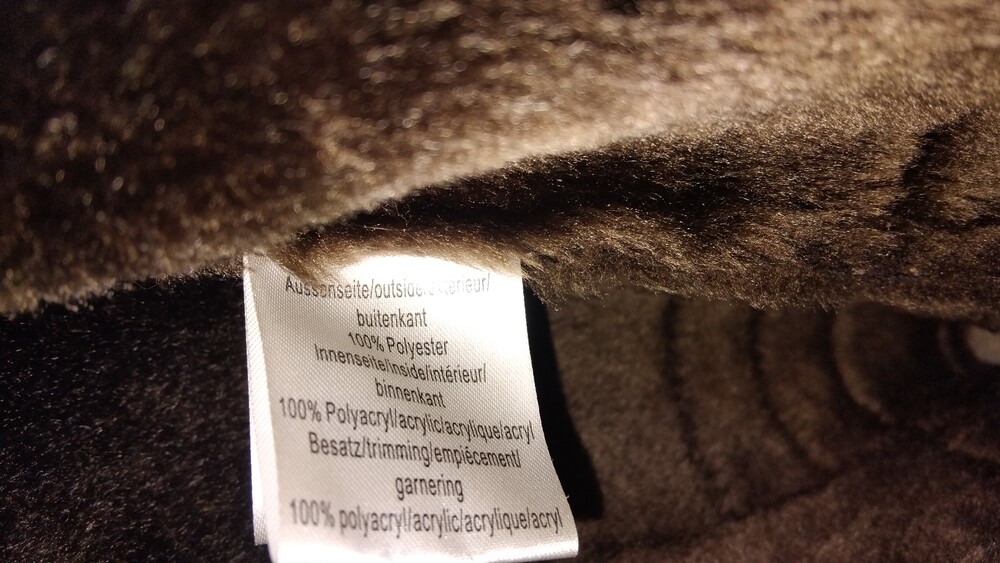 Aussenseite/outside/extérieur/
buitenkant
100% Polyester
Innenseite/inside/intérieur/
binnenkant
100% Polyacryl/acrylic/acrylique/acryl
Besatz/trimming/empiécement/
garnering
100% polyacryl/acrylic/acrylique/acryl